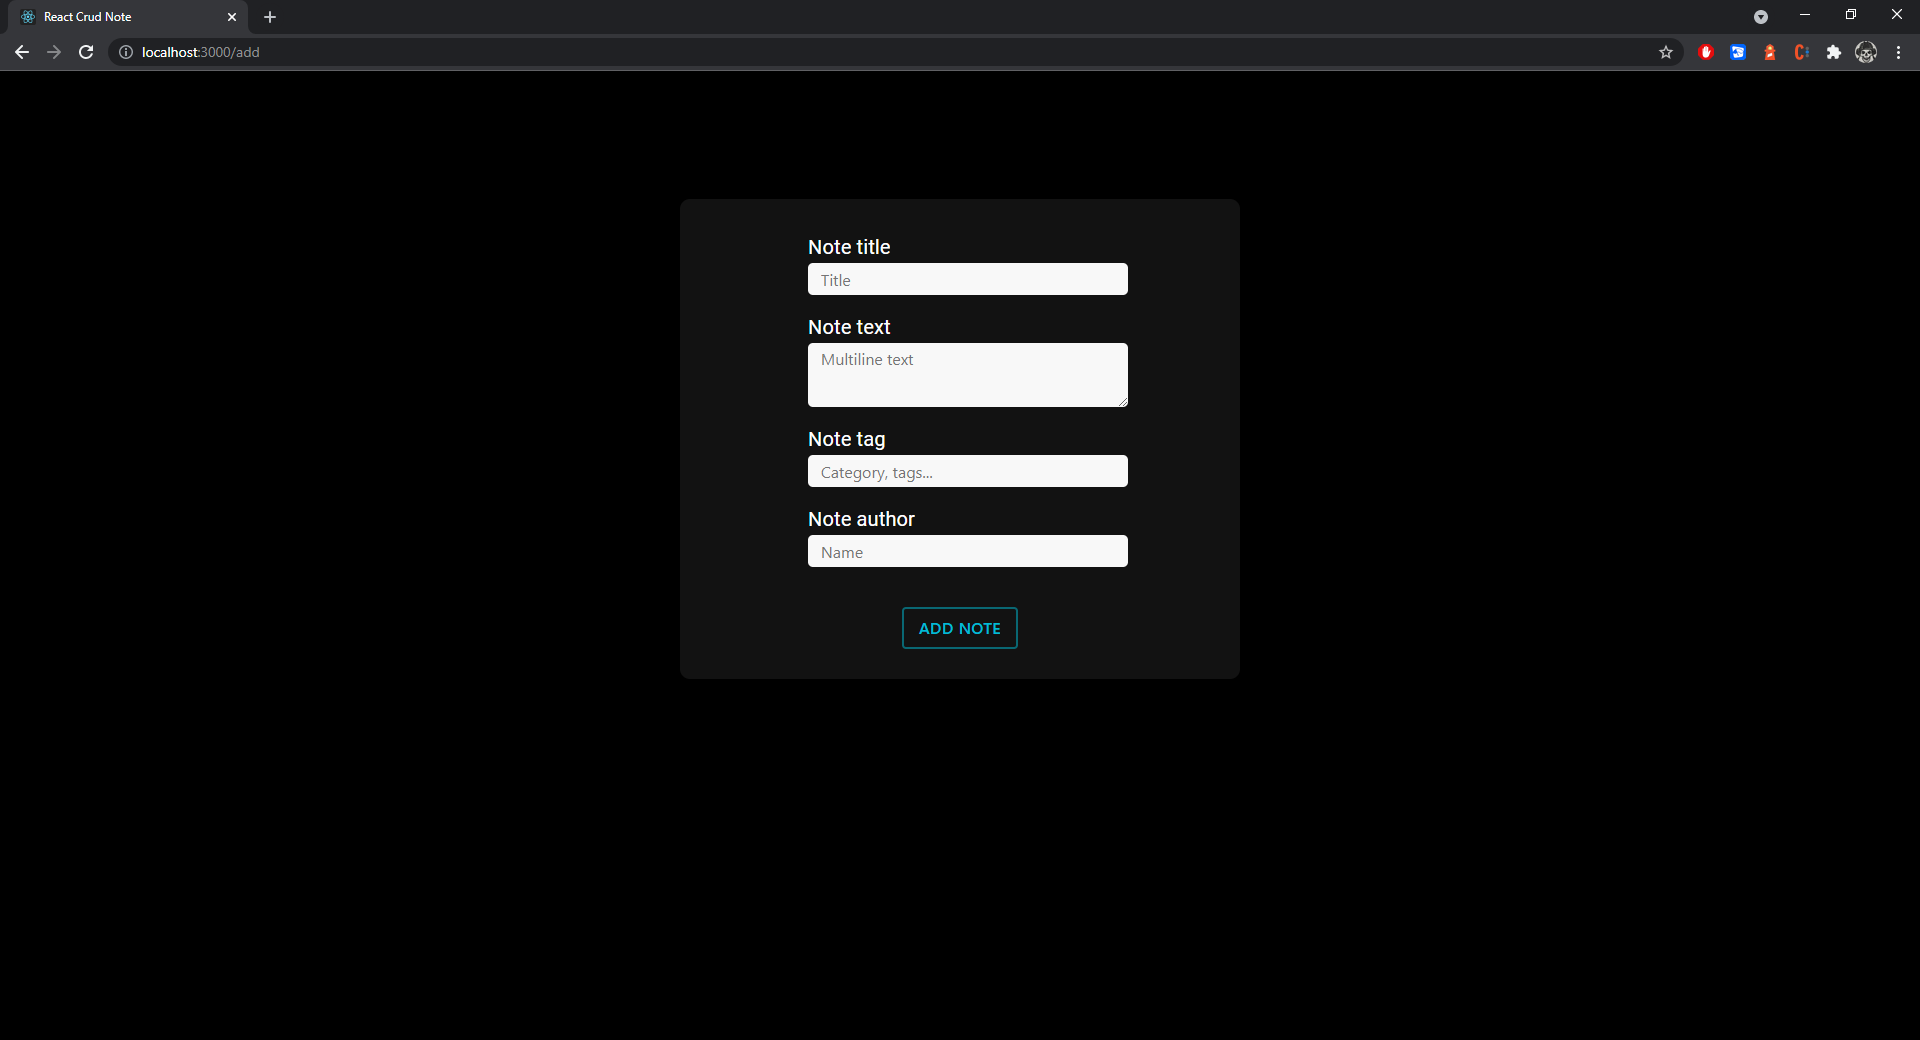 React Crud Note
localhost:3000/add
Note title
Title
Note text
Multiline text
Note tag
Category, tags...
Note author
Name
ADD NOTE